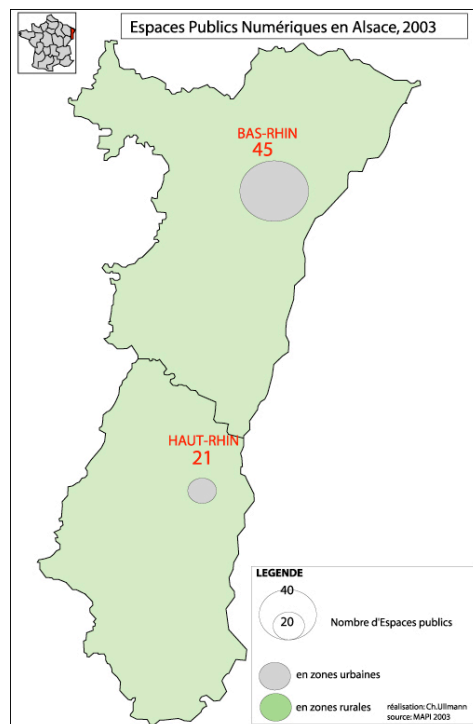 Espaces Publics Numériques en Alsace, 2003
BAS-RHIN
45
HAUT-RHIN
21
LEGENDE
40
20
Nombre d'Espaces publics
en zones urbaines
en zones rurales
réalisation: Ch.Ullmann
source: MAPI 2003